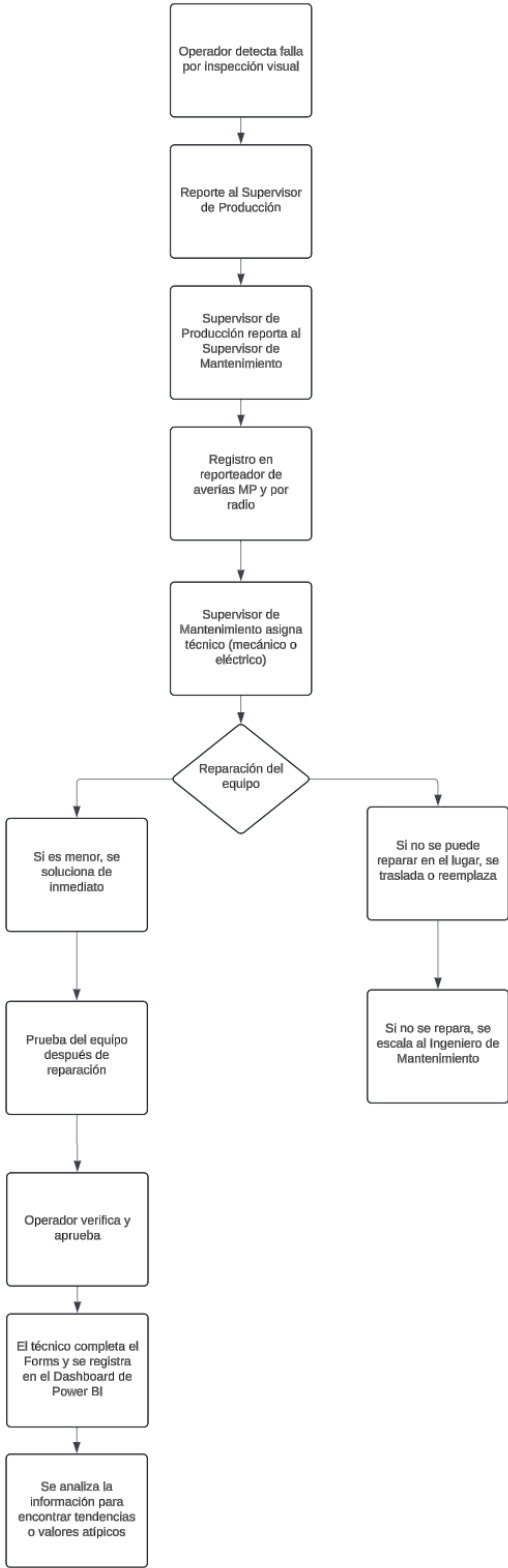 Operador detecta falla
por inspección visual
Reporte al Supervisor
de Producción
Supervisor de
Producción reporta al
Supervisor de
Mantenimiento
Registro en
reporteador de
averías MP y por
radio
Supervisor de
Mantenimiento asigna
técnico (mecánico o
eléctrico)
Reparación del
equipo
Si es menor, se
soluciona de
inmediato
Si no se puede
reparar en el lugar, se
traslada o reemplaza
Prueba del equipo
después de
reparación
Si no se repara, se
escala al Ingeniero de
Mantenimiento
Operador verifica y
aprueba
El técnico completa el
Forms y se registra
en el Dashboard de
Power BI
Se analiza la
información para
encontrar tendencias
o valores atípicos